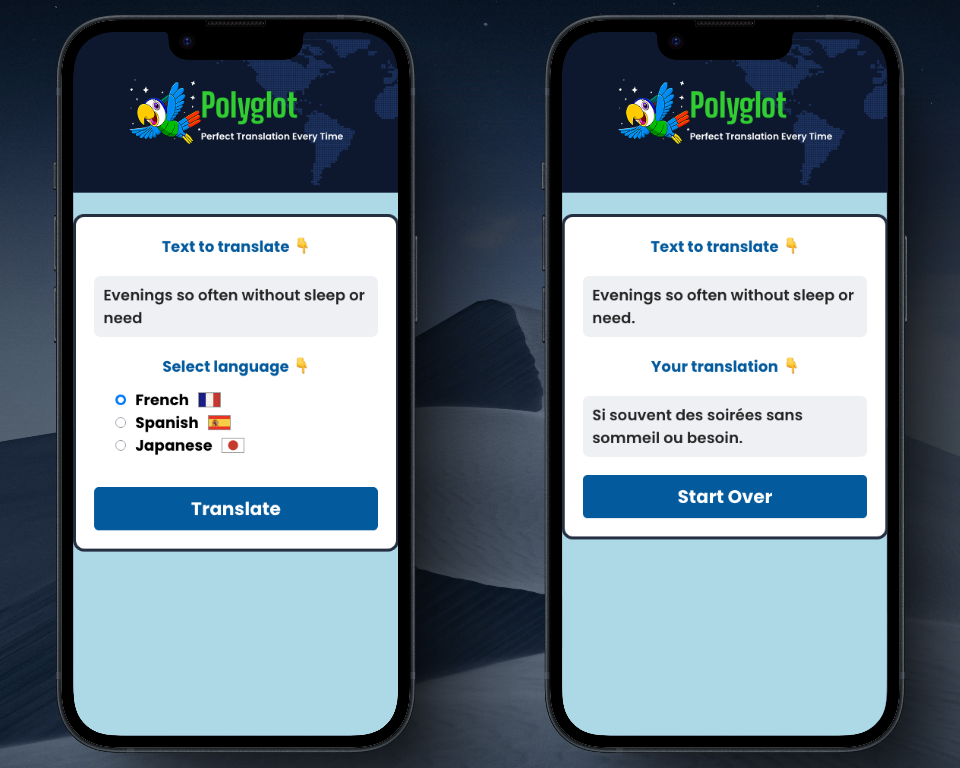 Polyglot
Perfect Translation Every Time
Text to translate 👇
Evenings so often without sleep or
need
Select language 👇
French
Spanish
Japanese
Translate
Polyglot
Perfect Translation Every Time
Text to translate 👇
Evenings so often without sleep or
need.
Your translation 👇
Si souvent des soirées sans
sommeil ou besoin.
Start Over